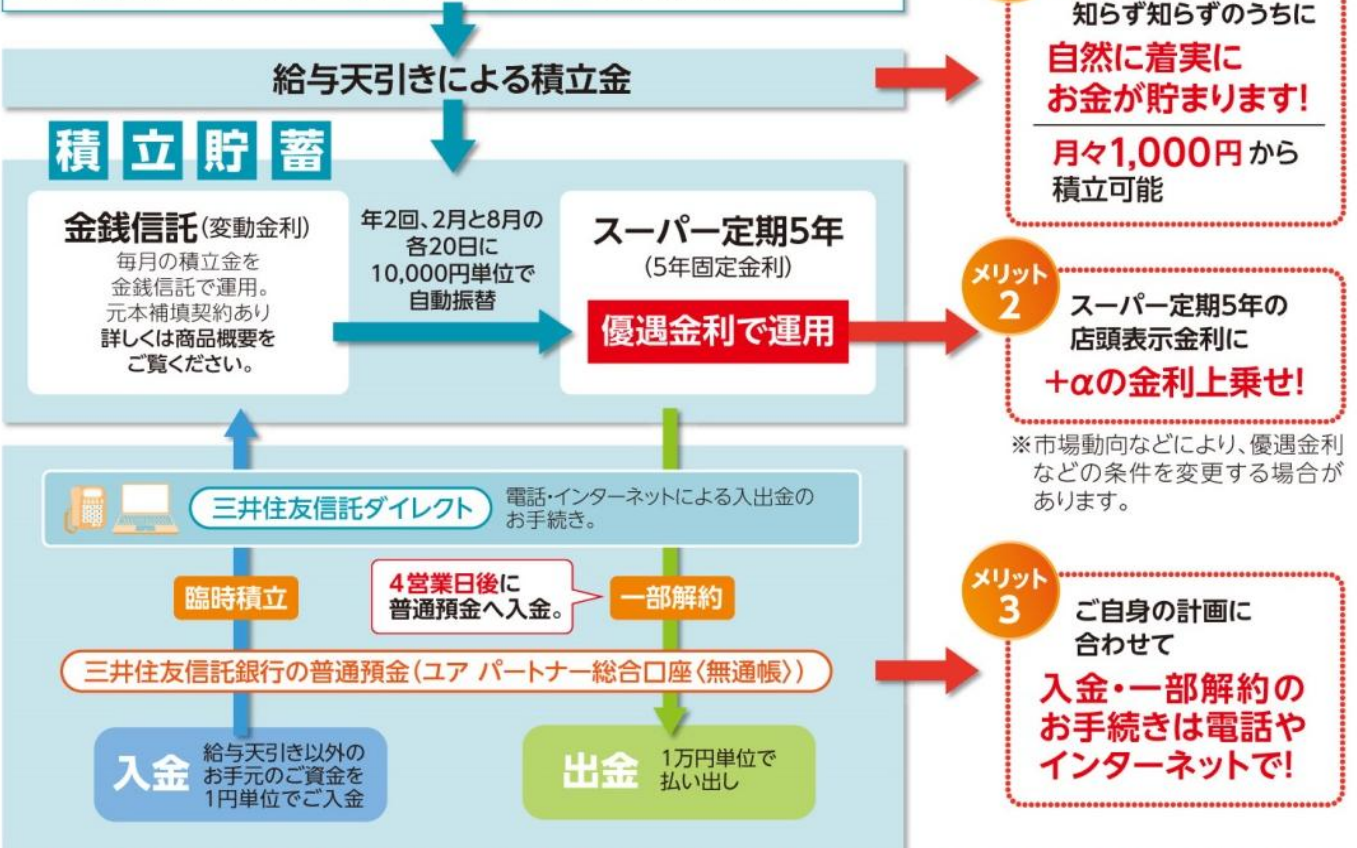 知らず知らずのうちに
自然に着実に
お金が貯まります!
月々1,000円から
積立可能
給与天引きによる積立金
積立貯蓄
金銭信託(変動金利)
毎月の積立金を
金銭信託で運用。
元本補填契約あり
詳しくは商品概要を
ご覧ください。
年2回、2月と8月の
各20日に
10,000円単位で
自動振替
スーパー定期5年
(5年固定金利)
優遇金利で運用
メリット
2
スーパー定期5年の
店頭表示金利に
+αの金利上乗せ!
※市場動向などにより、優遇金利
などの条件を変更する場合が
あります。
三井住友信託ダイレクト
電話・インターネットによる入出金の
お手続き。
臨時積立
4営業日後に
普通預金へ入金。
一部解約
三井住友信託銀行の普通預金(ユア パートナー総合口座〈無通帳〉)
メリット
3
ご自身の計画に
合わせて
入金・一部解約の
お手続きは電話や
インターネットで!
入金
給与天引き以外の
お手元のご資金を
1円単位でご入金
出金
1万円単位で
払い出し